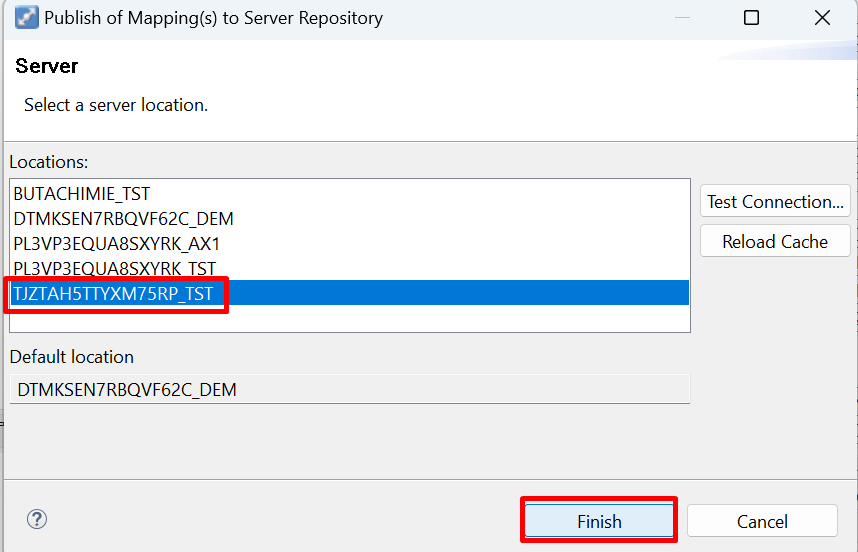 Publish of Mapping(s) to Server Repository
Server
Select a server location.
Locations:
BUTACHIMIE_TST
DTMKSEN7RBQVF62C_DEM
PL3VP3EQUA8SXYRK_AX1
PL3VP3EQUA8SXYRK_TST
TJZTAH5TTYXM75RP_TST
Test Connection...
Reload Cache
Default location
DTMKSEN7RBQVF62C_DEM
?
Finish
Cancel